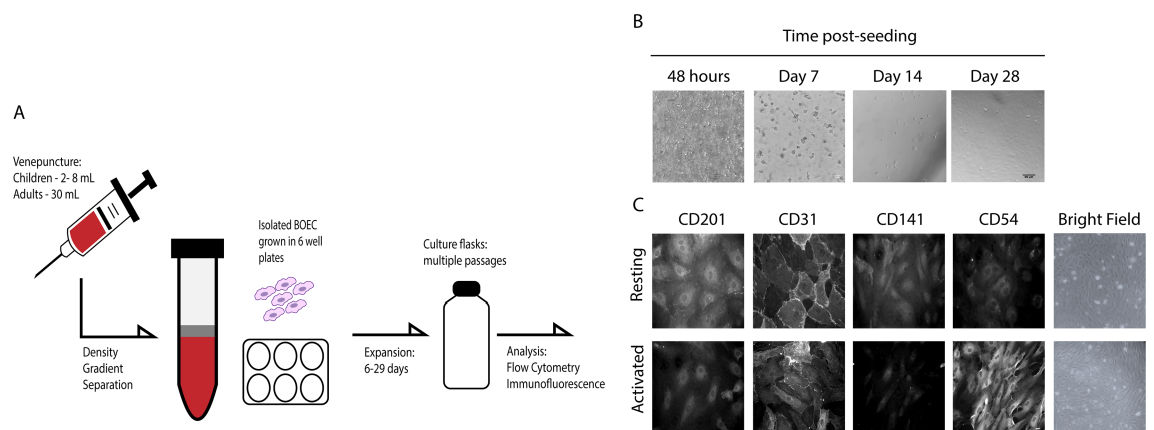 A
Venepuncture:
Children - 2- 8 mL
Adults - 30 mL
Density
Gradient
Separation
Isolated BOEC
grown in 6 well
plates
Expansion:
6-29 days
Culture flasks:
multiple passages
Analysis:
Flow Cytometry
Immunofluorescence
B
Time post-seeding
48 hours Day 7 Day 14 Day 28
C
CD201 CD31 CD141 CD54 Bright Field
Resting
Activated